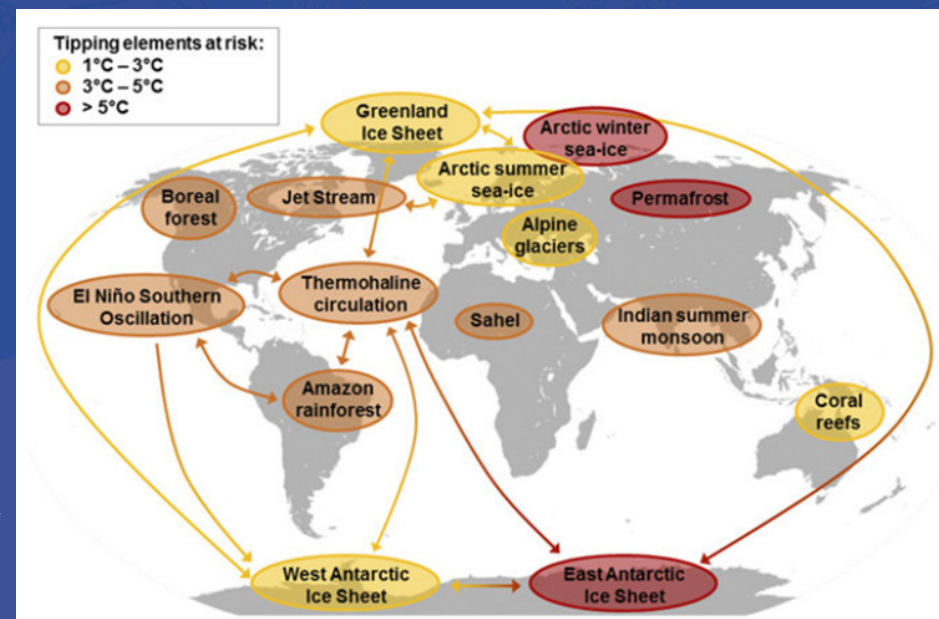 Tipping elements at risk:
1°C – 3°C
3°C – 5°C
> 5°C
Greenland
Ice Sheet
Arctic winter
sea-ice
Arctic summer
sea-ice
Boreal
forest
Jet Stream
Permafrost
Alpine
glaciers
El Niño Southern
Oscillation
Thermohaline
circulation
Sahel
Indian summer
monsoon
Amazon
rainforest
Coral
reefs
West Antarctic
Ice Sheet
East Antarctic
Ice Sheet